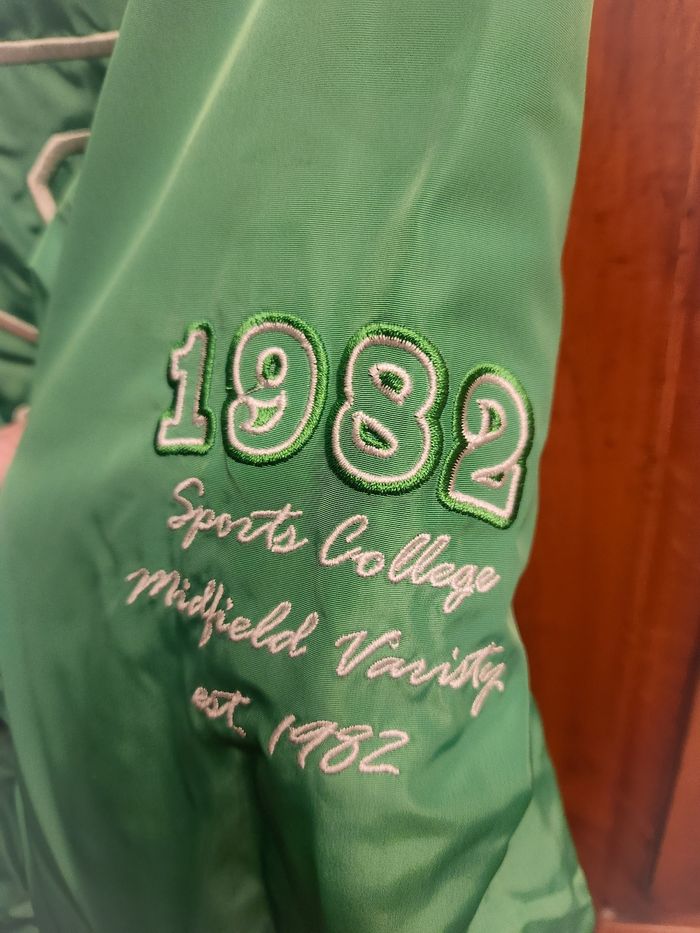 1982
Sports College
Midfield Varisty
est. 1982